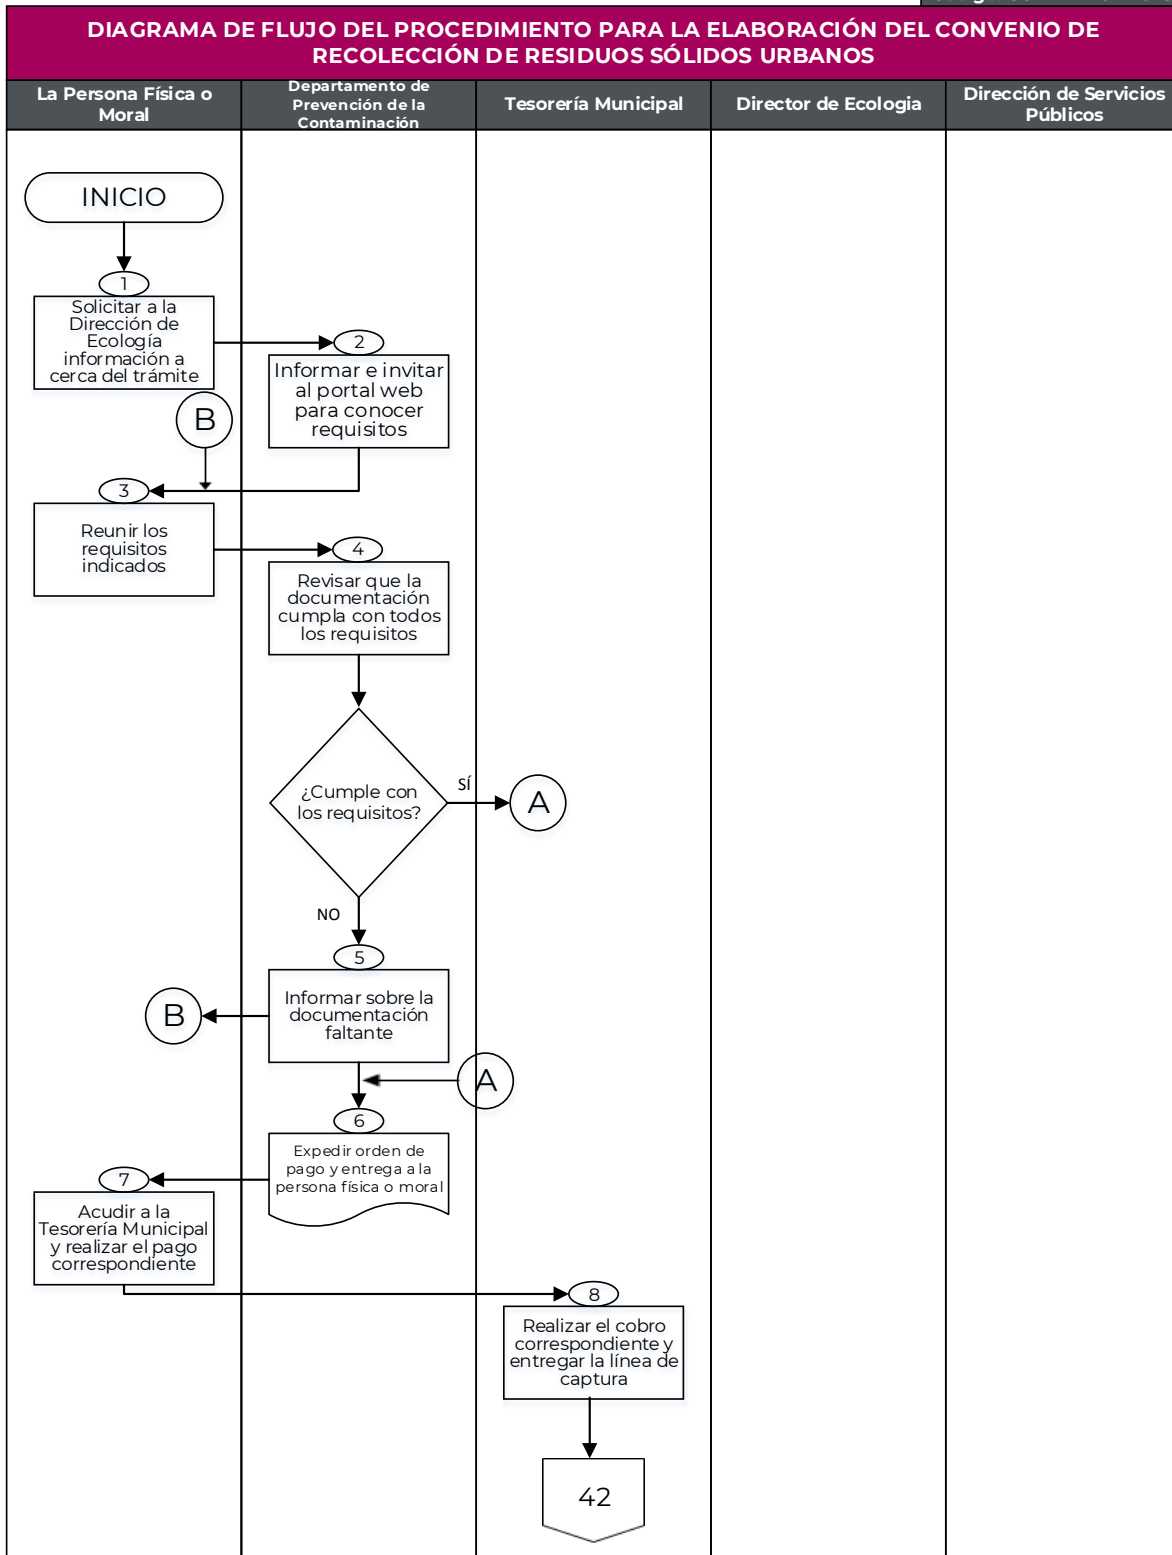 DIAGRAMA DE FLUJO DEL PROCEDIMIENTO PARA LA ELABORACIÓN DEL CONVENIO DE
RECOLECCIÓN DE RESIDUOS SÓLIDOS URBANOS
La Persona Física o
Moral
Departamento de
Prevención de la
Contaminación
Tesorería Municipal
Director de Ecologia
Dirección de Servicios
Públicos
INICIO
1
Solicitar a la
Dirección de
Ecología
información a
cerca del trámite
2
Informar e invitar
al portal web
para conocer
requisitos
B
3
Reunir los
requisitos
indicados
4
Revisar que la
documentación
cumpla con todos
los requisitos
¿Cumple con
los requisitos?
SÍ
A
NO
5
Informar sobre la
documentación
faltante
B
A
6
Expedir orden de
pago y entrega a la
persona física o moral
7
Acudir a la
Tesorería Municipal
y realizar el pago
correspondiente
8
Realizar el cobro
correspondiente y
entregar la línea de
captura
42